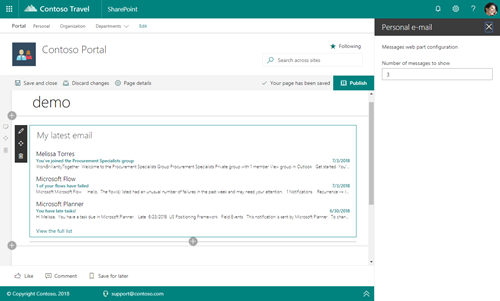 Contoso Travel
SharePoint
Personal e-mail
Portal Personal Organization Departments Edit
Messages web part configuration
Contoso Portal
Following
Number of messages to show
3
Search across sites
Save and close Discard changes Page details
Your page has been saved
Publish
demo
My latest email
Melissa Torres
You've joined the Procurement Specialists group 7/3/2018
Work@WantlyTogether Welcome to the Procurement Specialists Group Procurement Specialists Private group with 1 member View group in Outlook Get started
Microsoft Flow
1 of your flows have failed 7/3/2018
Microsoft Microsoft Flow Hello, The flow(s) listed had an unusual number of failures in the past week and may need your attention. 1 Notifications
Microsoft Planner
You have late tasks! 6/30/2018
Hi Melissa. You have a task due in Microsoft Planner. Late 6/23/2018 US Positioning Framework Field Events This notification is sent by Microsoft Planner. To
View the full list
Like Comment Save for later
© Copyright Contoso, 2018 support@contoso.com